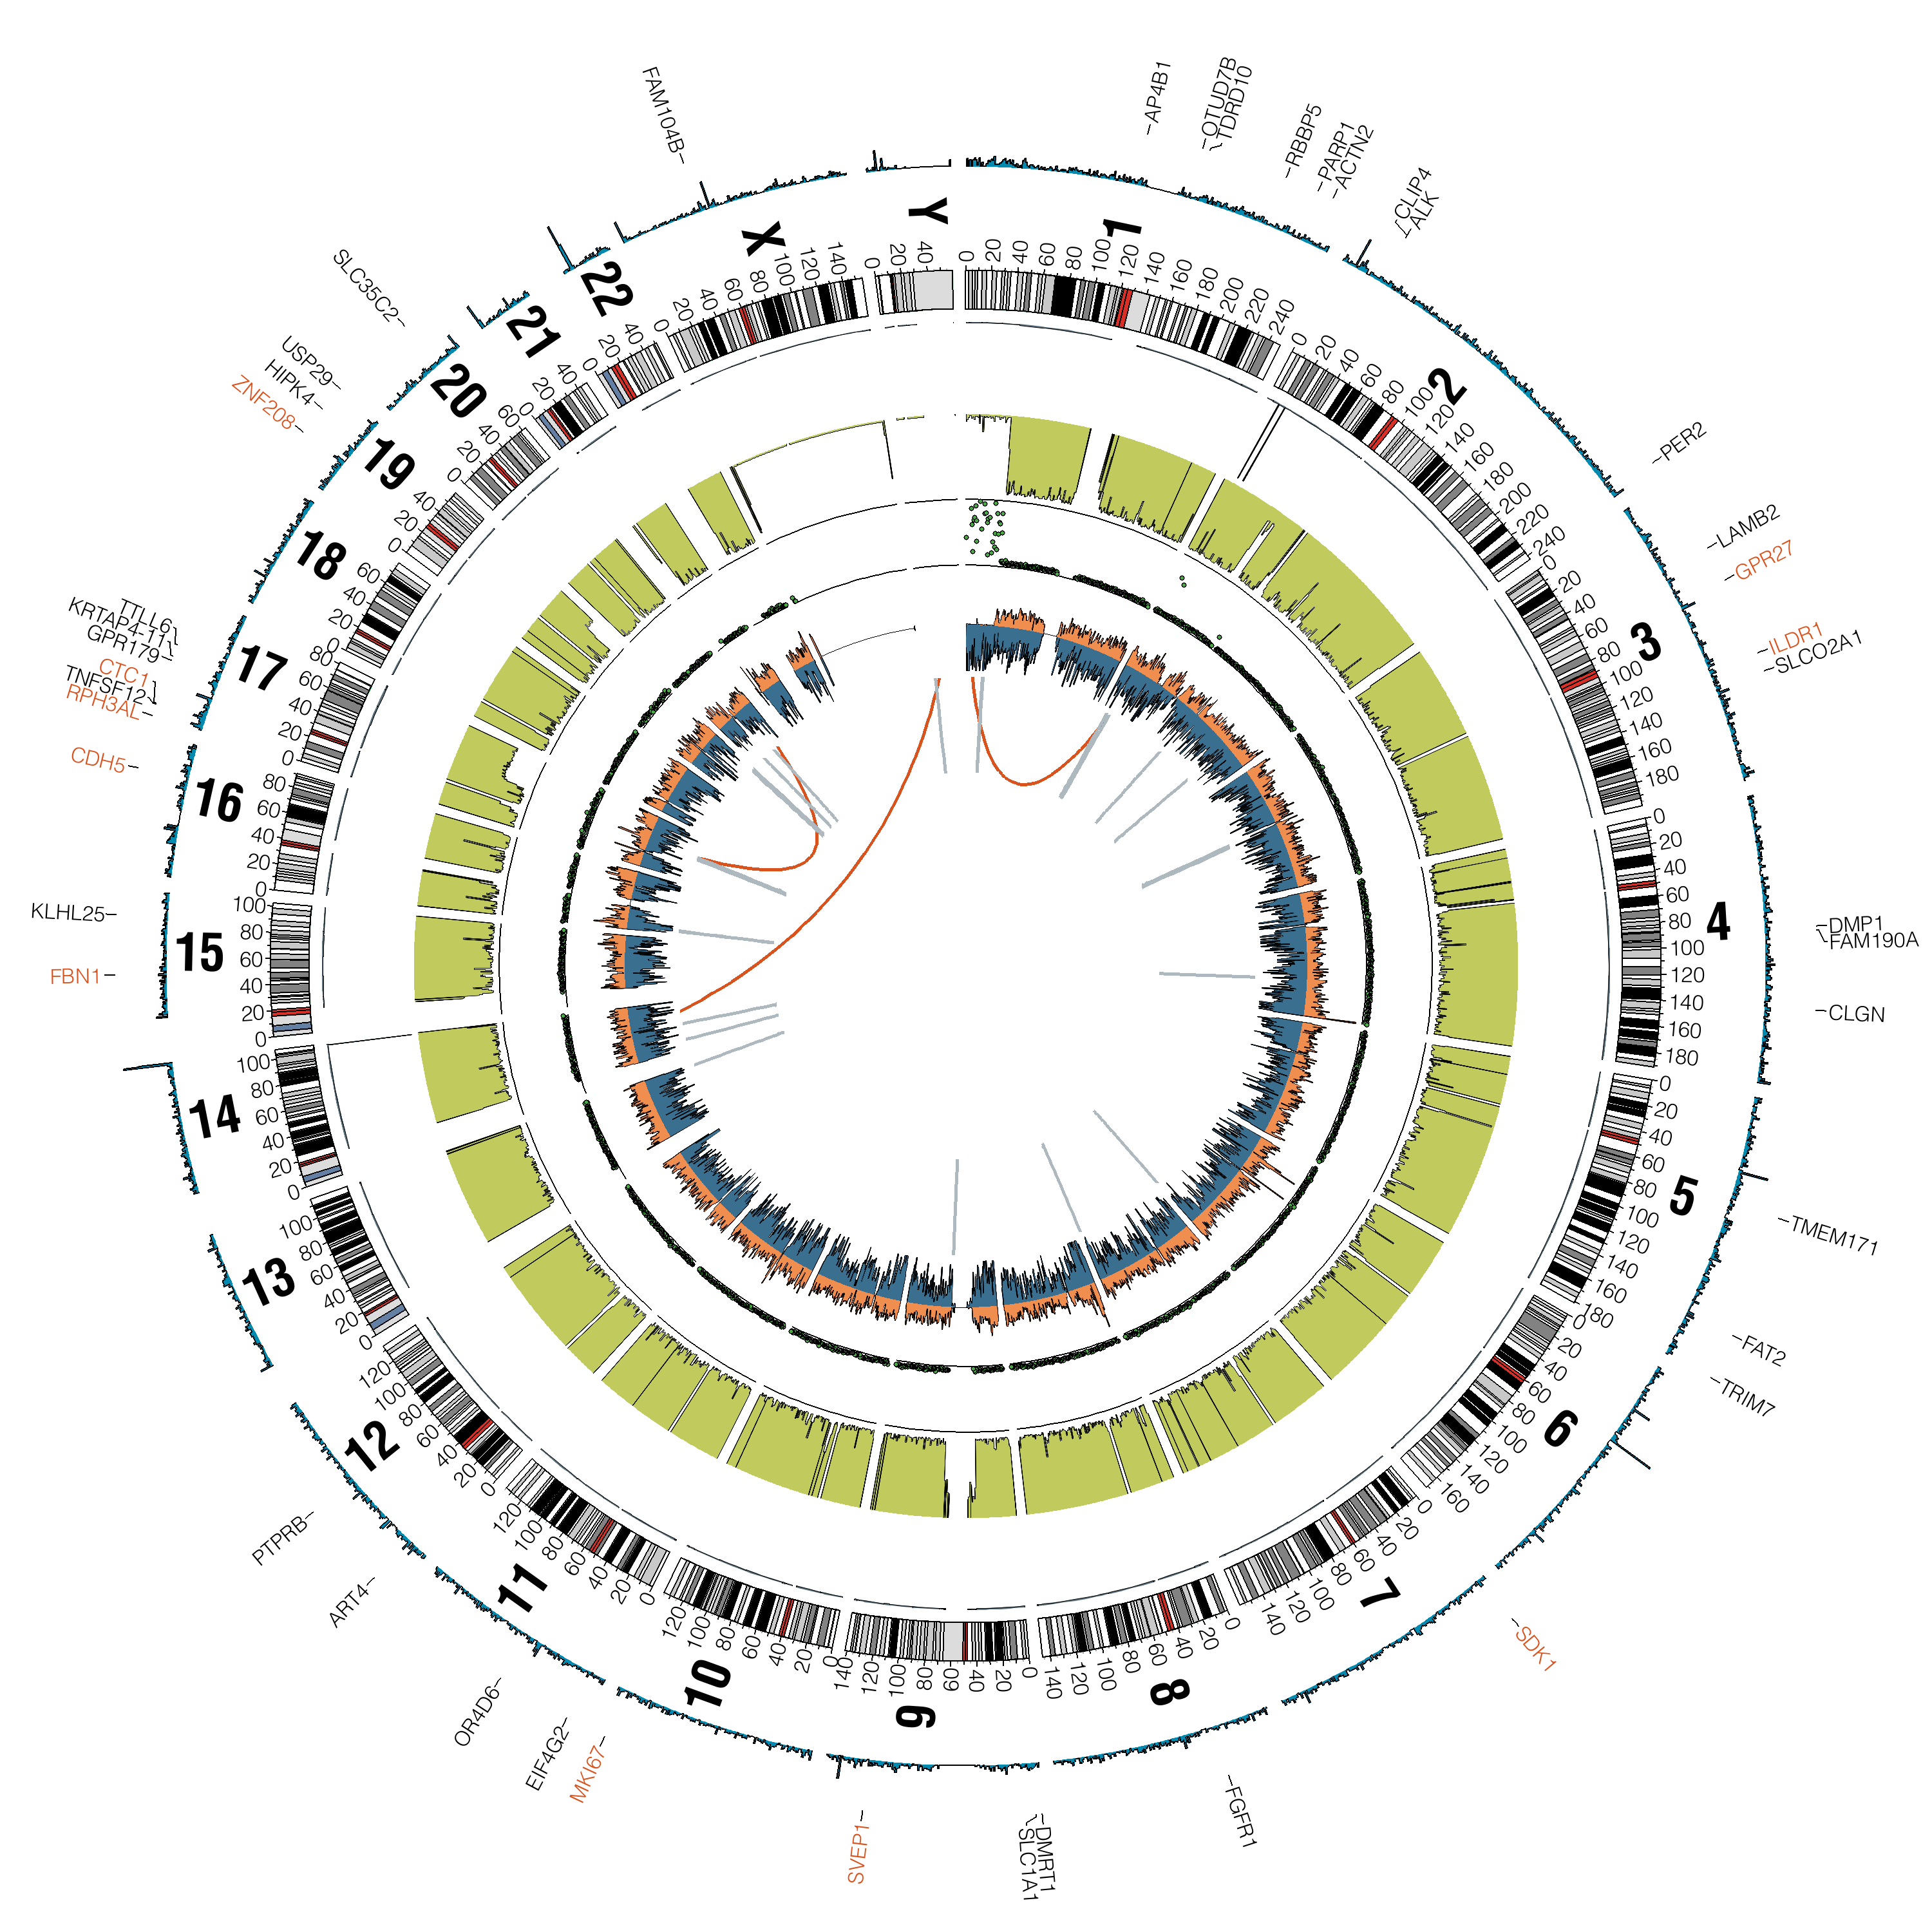 AP4B1
OTUD7B
TDRD10
RBBP5
PARP1
ACTN2
CLIP4
ALK
PER2
LAMB2
GPR27
ILDR1
SLCO2A1
DMP1
FAM190A
CLGN
TMEM171
FAT2
TRIM7
SDK1
FGFR1
DMRT1
SLC1A1
SVEP1
MKI67
EIF4G2
OR4D6
ART4
PTPRB
FBN1
KLHL25
CDH5
RPH3AL
TNFSF12
CTC1
GPR179
KRTAP4-11
TTLL6
ZNF208
HIPK4
USP29
SLC35C2
FAM104B
1
0 20 40 60 80 100 120 140 160 180 200 220 240
2
0 20 40 60 80 100 120 140 160 180 200 220 240
3
0 20 40 60 80 100 120 140 160 180
4
0 20 40 60 80 100 120 140 160 180
5
0 20 40 60 80 100 120 140 160 180
6
0 20 40 60 80 100 120 140 160
7
0 20 40 60 80 100 120 140
8
0 20 40 60 80 100 120 140
9
0 20 40 60 80 100 120 140
10
0 20 40 60 80 100 120
11
0 20 40 60 80 100 120
12
0 20 40 60 80 100 120
13
0 20 40 60 80 100
14
0 20 40 60 80 100
15
0 20 40 60 80 100
16
0 20 40 60 80
17
0 20 40 60 80
18
0 20 40 60
19
0 20 40
20
0 20 40 60
21
0 20 40
22
0 20 40
X
0 20 40 60 80 100 120 140
Y
0 20 40